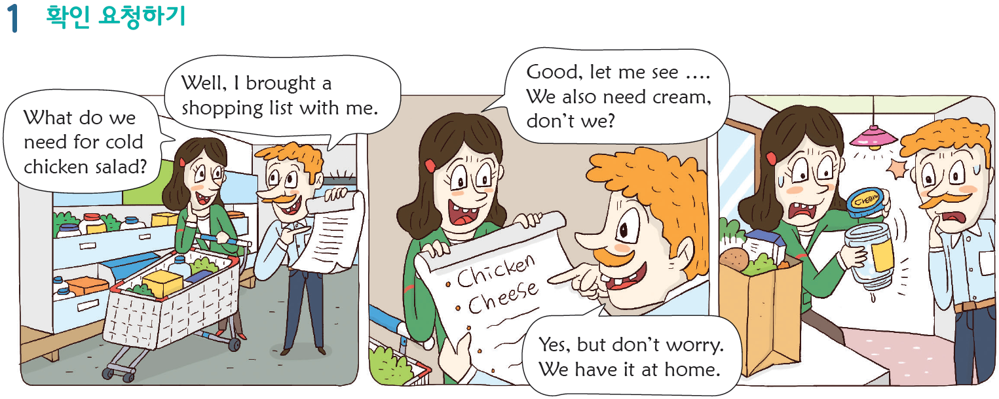 1 확인 요청하기
What do we
need for cold
chicken salad?
Well, I brought a
shopping list with me.
Good, let me see ….
We also need cream,
don't we?
• Chicken
• Cheese
Yes, but don't worry.
We have it at home.
Cream